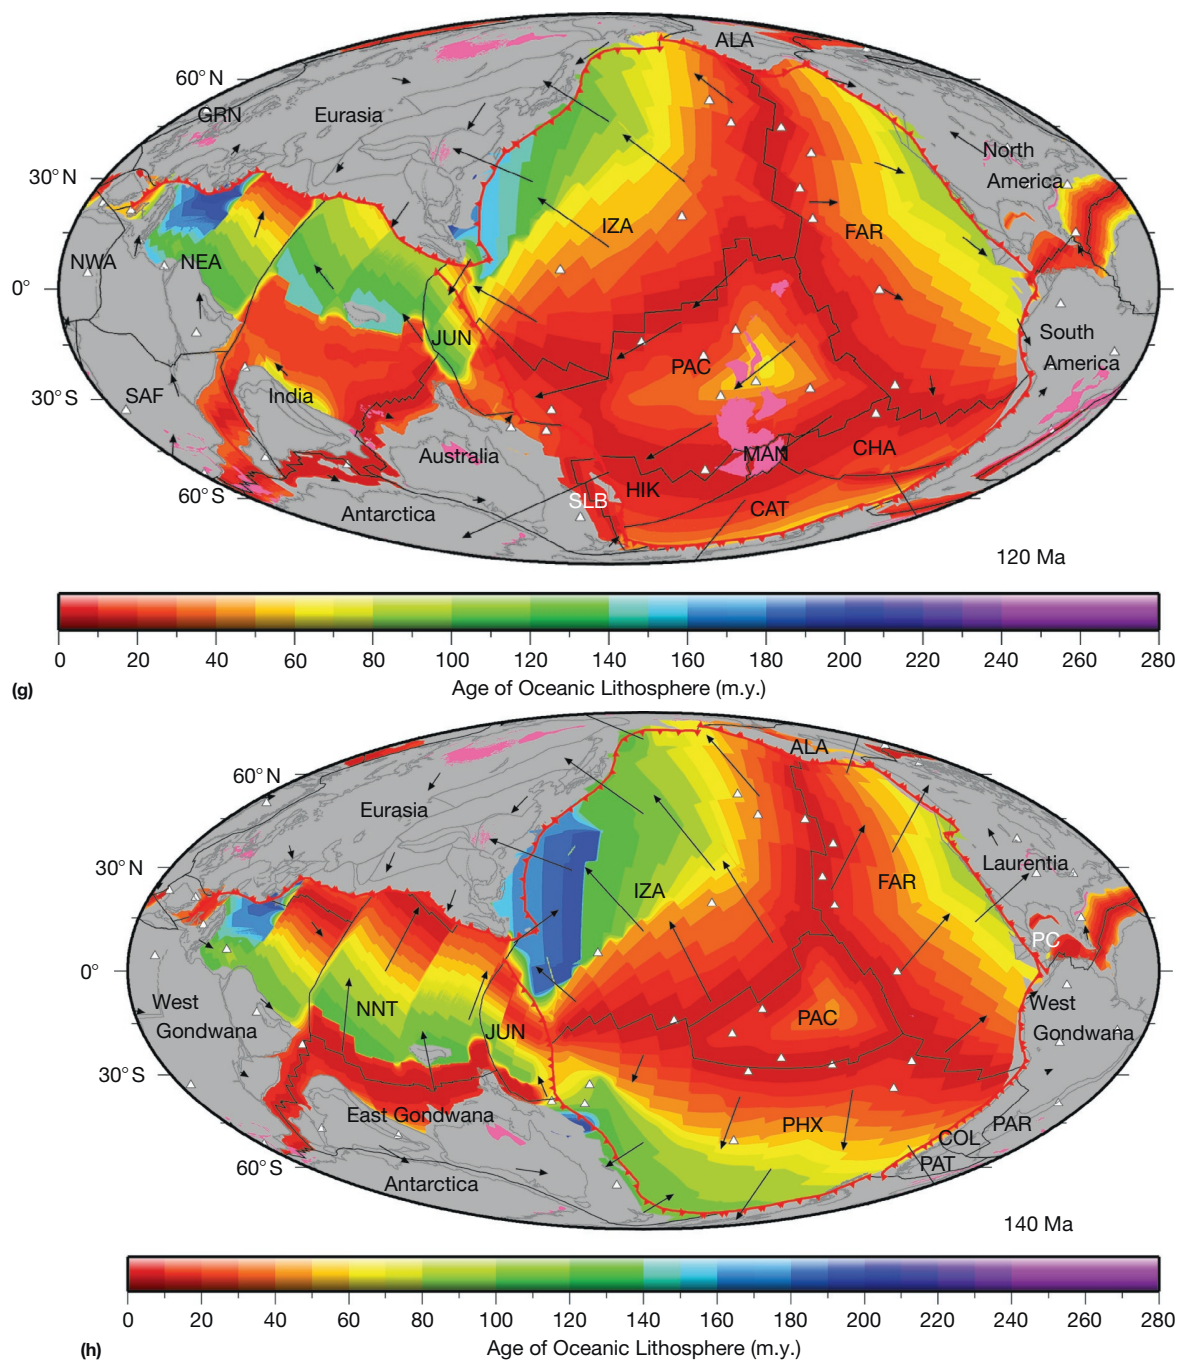 ALA
60°N
GRN
Eurasia
North
America
30°N
IZA
FAR
NWA
NEA
0°
JUN
South
America
PAC
SAF
India
30°S
Australia
MAN
CHA
HIK
SLB
CAT
60°S
Antarctica
120 Ma
0 20 40 60 80 100 120 140 160 180 200 220 240 260 280
(g)
Age of Oceanic Lithosphere (m.y.)
ALA
60°N
Eurasia
30°N
Laurentia
IZA
FAR
PC
0°
West
Gondwana
NNT
JUN
PAC
West
Gondwana
30°S
East Gondwana
PHX
PAR
COL
PAT
60°S
Antarctica
140 Ma
0 20 40 60 80 100 120 140 160 180 200 220 240 260 280
(h)
Age of Oceanic Lithosphere (m.y.)